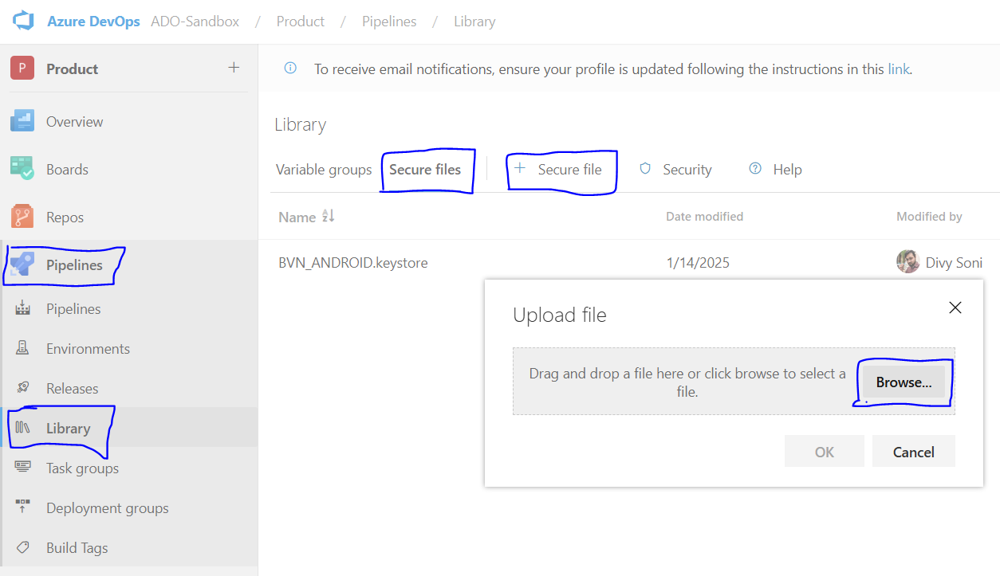 Azure DevOps ADO-Sandbox / Product / Pipelines / Library
P Product +
To receive email notifications, ensure your profile is updated following the instructions in this link.
Overview
Boards
Repos
Pipelines
Pipelines
Environments
Releases
Library
Task groups
Deployment groups
Build Tags
Library
Variable groups Secure files + Secure file Security Help
Name Date modified Modified by
BVN_ANDROID.keystore 1/14/2025 Divy Soni
Upload file
Drag and drop a file here or click browse to select a
file.
Browse...
OK Cancel